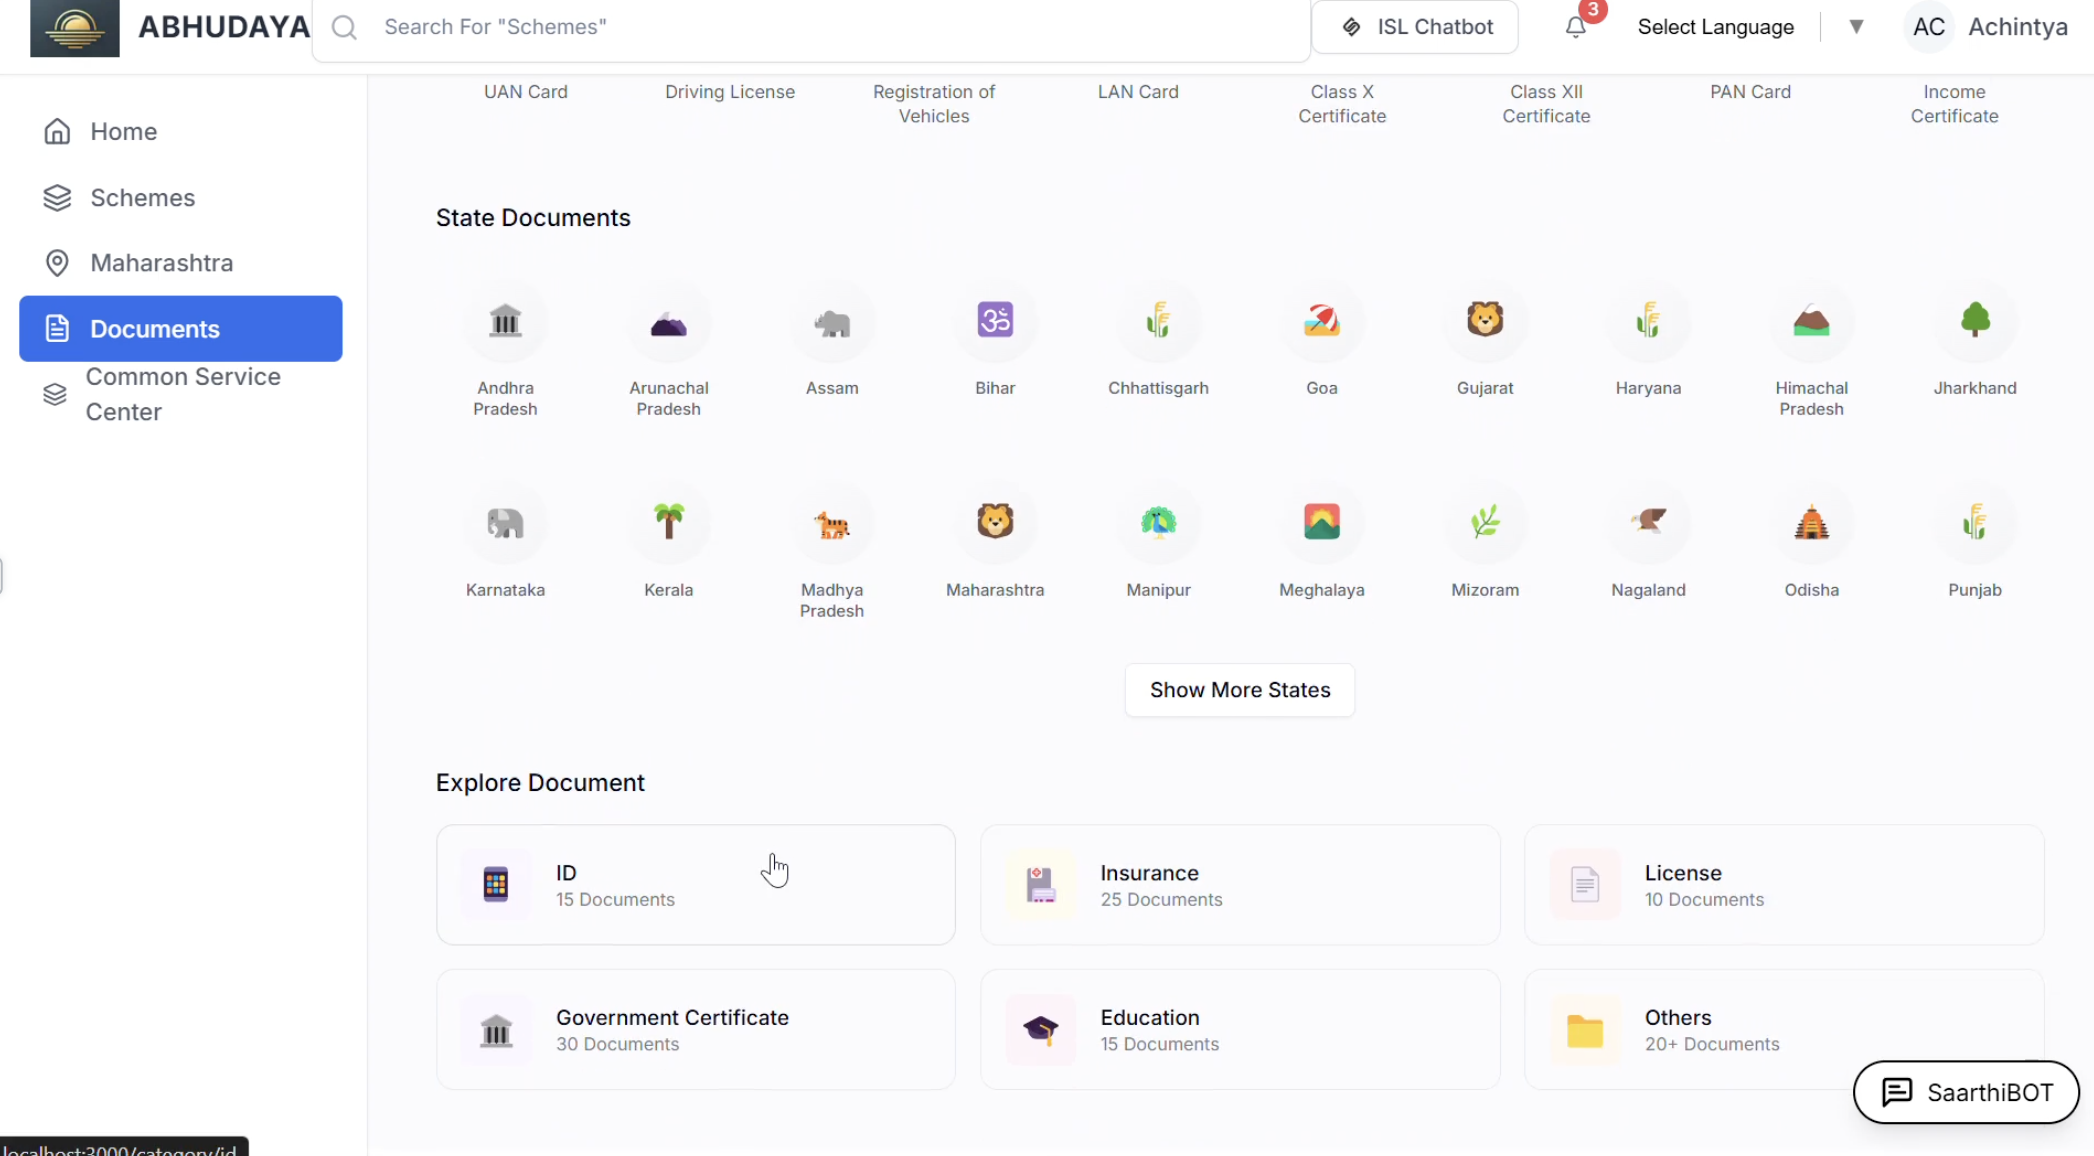 ABHUDAYA
Search For "Schemes"
ISL Chatbot
3
Select Language
▼
AC
Achintya
Home
Schemes
Maharashtra
Documents
Common Service
Center
UAN Card
Driving License
Registration of
Vehicles
LAN Card
Class X
Certificate
Class XII
Certificate
PAN Card
Income
Certificate
State Documents
ॐ
Andhra
Pradesh
Arunachal
Pradesh
Assam
Bihar
Chhattisgarh
Goa
Gujarat
Haryana
Himachal
Pradesh
Jharkhand
Karnataka
Kerala
Madhya
Pradesh
Maharashtra
Manipur
Meghalaya
Mizoram
Nagaland
Odisha
Punjab
Show More States
Explore Document
ID
15 Documents
Insurance
25 Documents
License
10 Documents
Government Certificate
30 Documents
Education
15 Documents
Others
20+ Documents
SaarthiBOT
localhost:3000/category/id